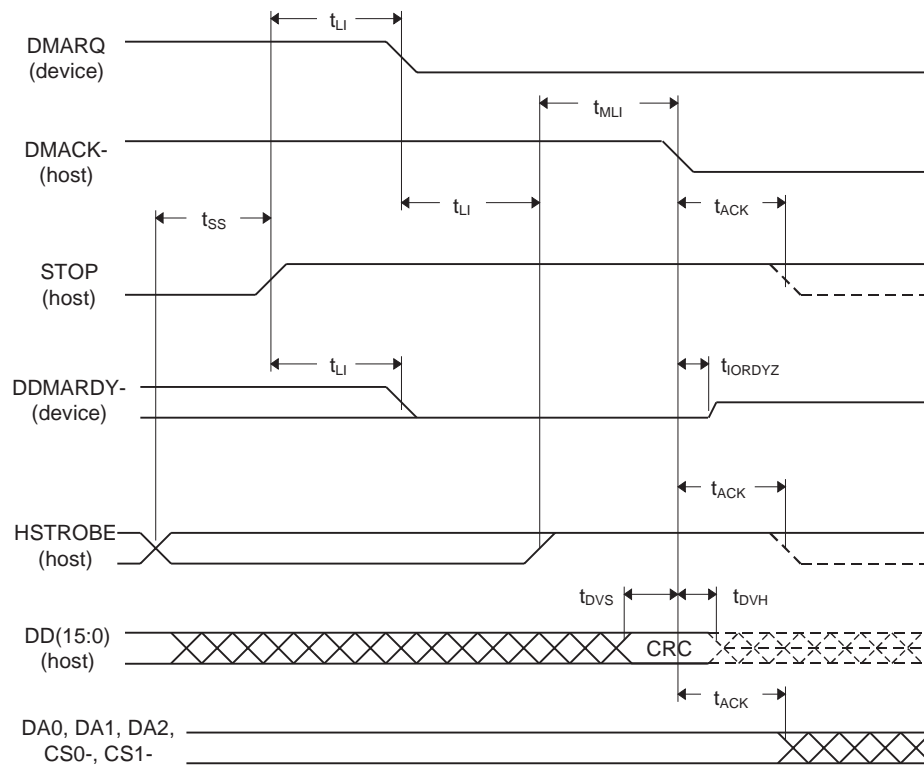 tLI
DMARQ
(device)
tMLI
DMACK-
(host)
tLI
tACK
tSS
STOP
(host)
tLI
tIORDYZ
DDMARDY-
(device)
tACK
HSTROBE
(host)
tDVS
tDVH
DD(15:0)
(host)
CRC
tACK
DA0, DA1, DA2,
CS0-, CS1-